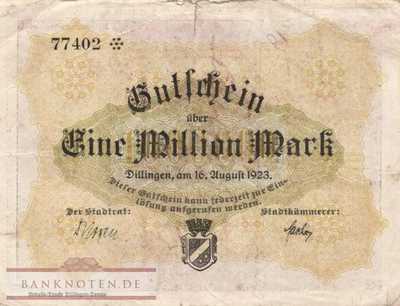 77402
Gutschein
über
Eine Million Mark
Dillingen, am 16. August 1923.
Dieser Gutschein kann jederzeit zur Ein-
lösung aufgerufen werden.
Der Stadtrat: Stadtkämmerer:
BANKNOTEN.DE